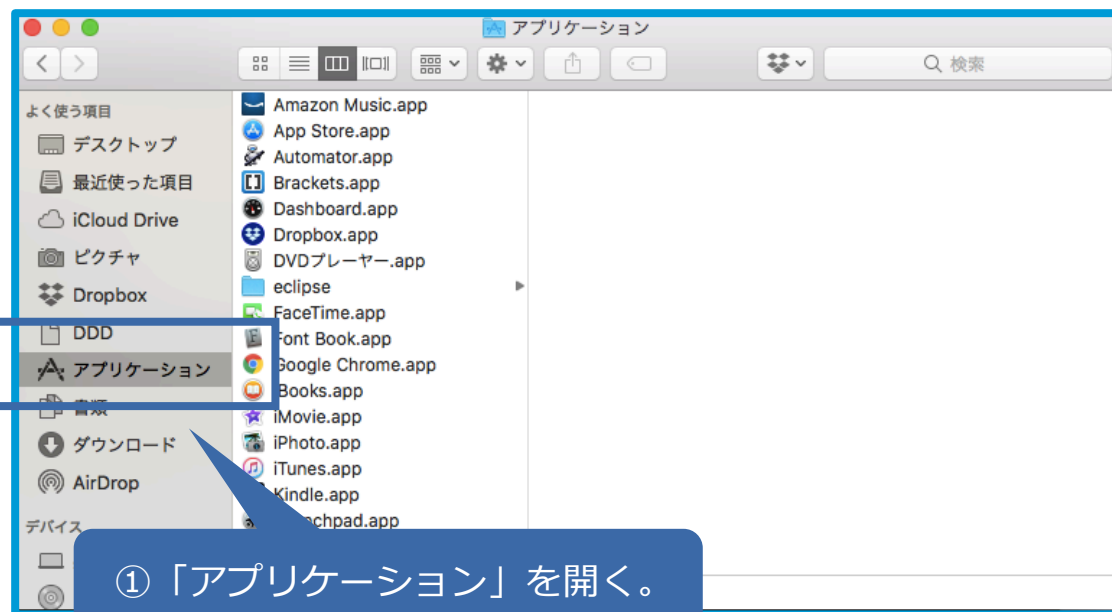 アプリケーション
検索
よく使う項目
デスクトップ
最近使った項目
iCloud Drive
ピクチャ
Dropbox
DDD
アプリケーション
書類
ダウンロード
AirDrop
デバイス
Amazon Music.app
App Store.app
Automator.app
Brackets.app
Dashboard.app
Dropbox.app
DVDプレーヤー.app
eclipse
FaceTime.app
Font Book.app
Google Chrome.app
iBooks.app
iMovie.app
iPhoto.app
iTunes.app
Kindle.app
chpad.app
①「アプリケーション」を開く。